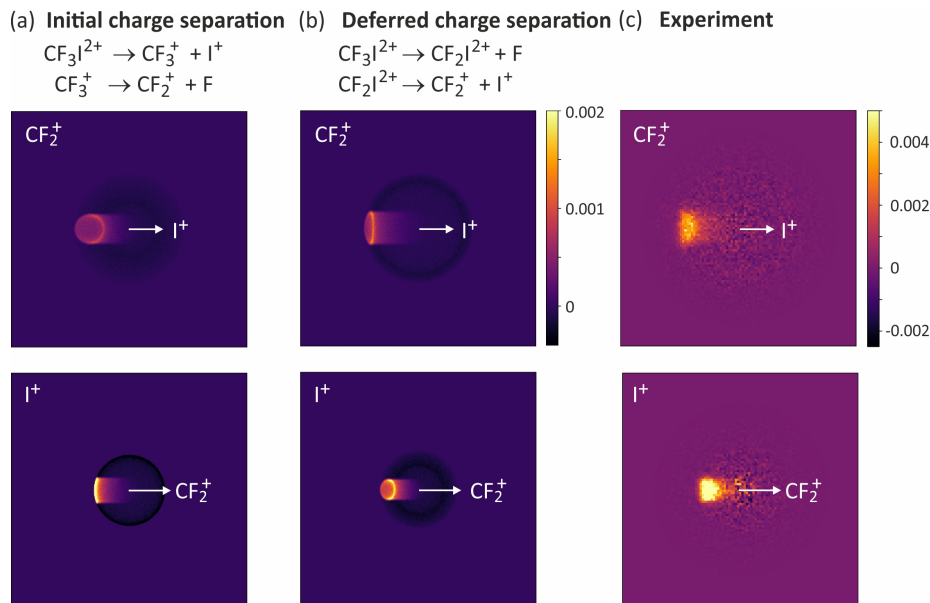 (a) Initial charge separation
CF₃I²⁺ → CF₃⁺ + I⁺
CF₃⁺ → CF₂⁺ + F
(b) Deferred charge separation
CF₃I²⁺ → CF₂I²⁺ + F
CF₂I²⁺ → CF₂⁺ + I⁺
(c) Experiment
CF₂⁺
I⁺
CF₂⁺
I⁺
0.002
0.001
0
CF₂⁺
I⁺
0.004
0.002
0
-0.002
I⁺
CF₂⁺
I⁺
CF₂⁺
I⁺
CF₂⁺